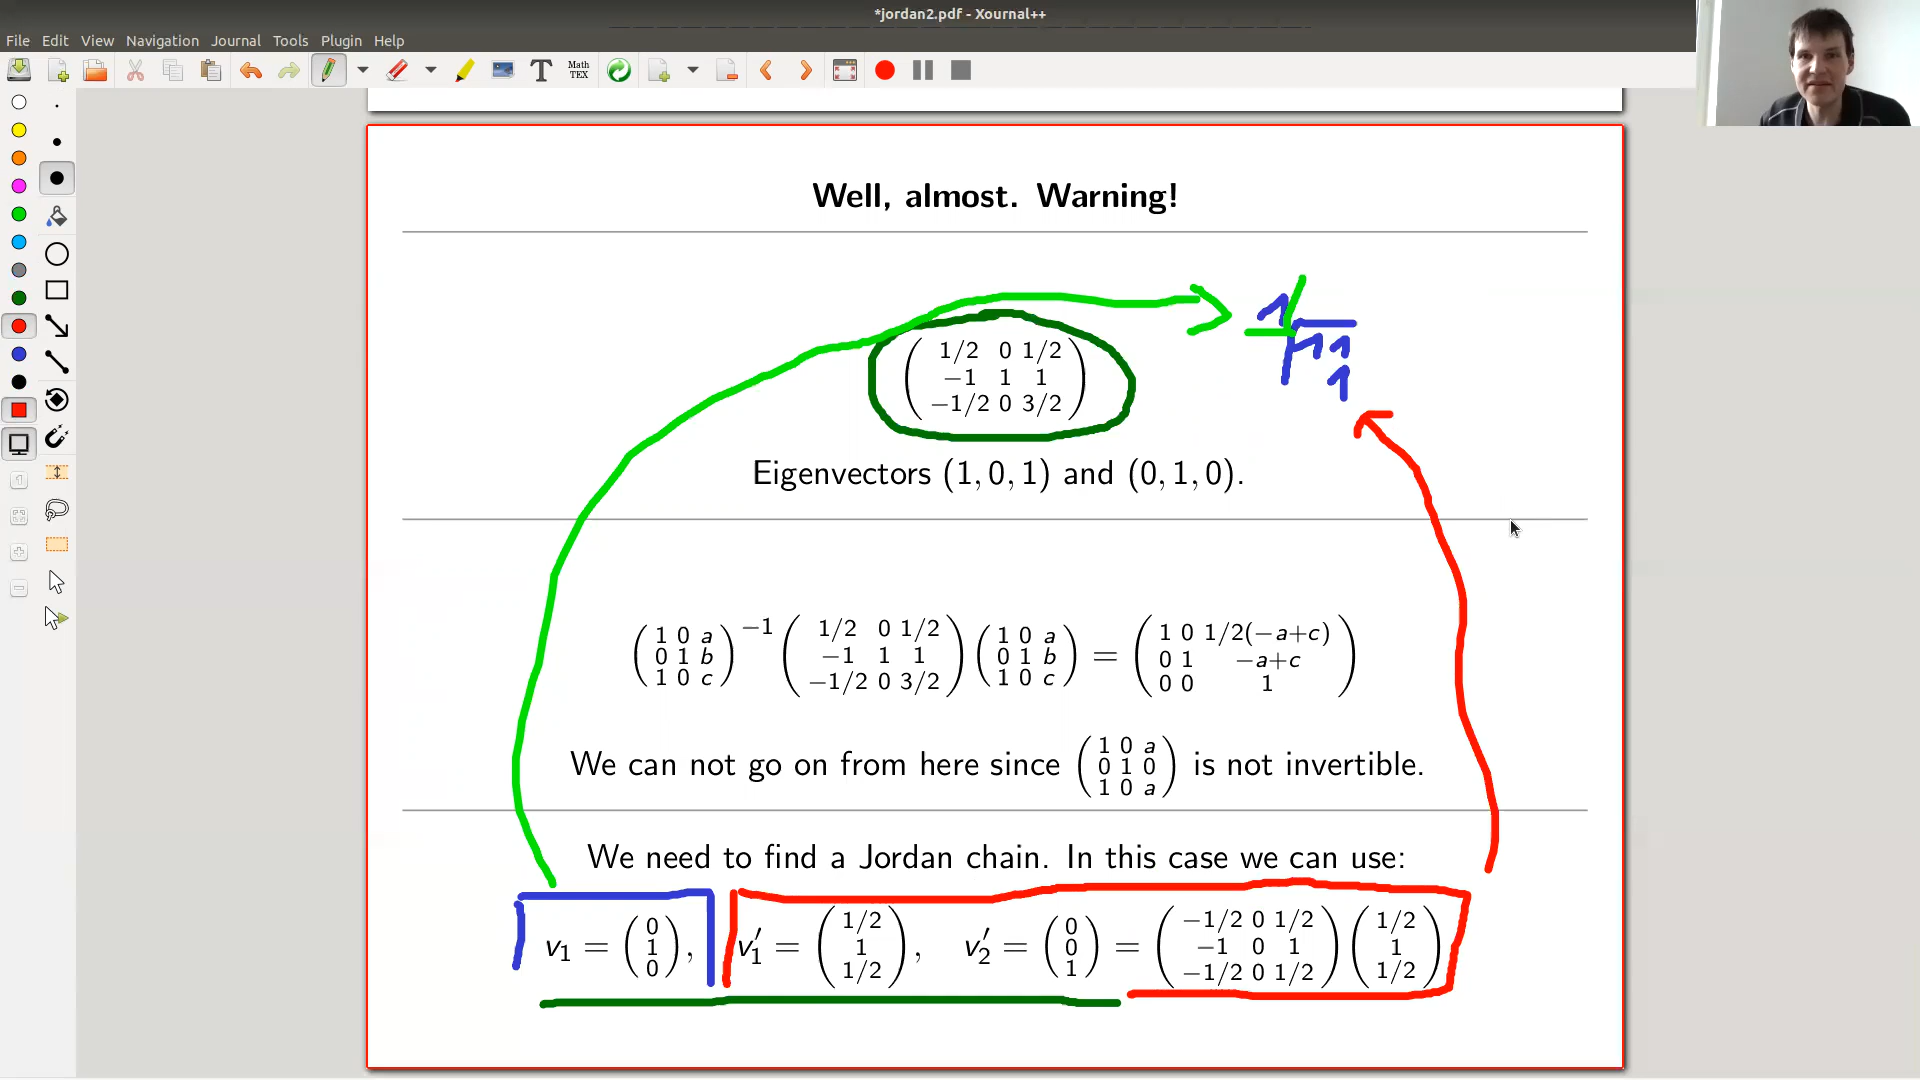 *jordan2.pdf - Xournal++
File Edit View Navigation Journal Tools Plugin Help
T Math TEX
Well, almost. Warning!
( 1/2 0 1/2 )
( −1 1 1 )
( −1/2 0 3/2 )
1
1 1
1
Eigenvectors (1, 0, 1) and (0, 1, 0).
( 1 0 a ; 0 1 b ; 1 0 c )^−1 ( 1/2 0 1/2 ; −1 1 1 ; −1/2 0 3/2 ) ( 1 0 a ; 0 1 b ; 1 0 c ) = ( 1 0 1/2(−a+c) ; 0 1 −a+c ; 0 0 1 )
We can not go on from here since ( 1 0 a ; 0 1 0 ; 1 0 a ) is not invertible.
We need to find a Jordan chain. In this case we can use:
v₁ = ( 0 ; 1 ; 0 ), v′₁ = ( 1/2 ; 1 ; 1/2 ), v′₂ = ( 0 ; 0 ; 1 ) = ( −1/2 0 1/2 ; −1 0 1 ; −1/2 0 1/2 ) ( 1/2 ; 1 ; 1/2 )